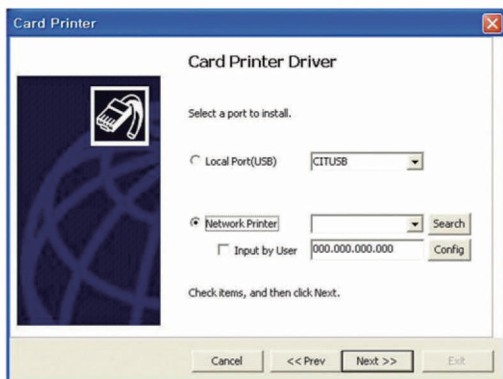 Card Printer
Card Printer Driver
Select a port to install.
Local Port(USB) CITUSB
Network Printer Search
Input by User 000.000.000.000 Config
Check items, and then click Next.
Cancel << Prev Next >> Exit